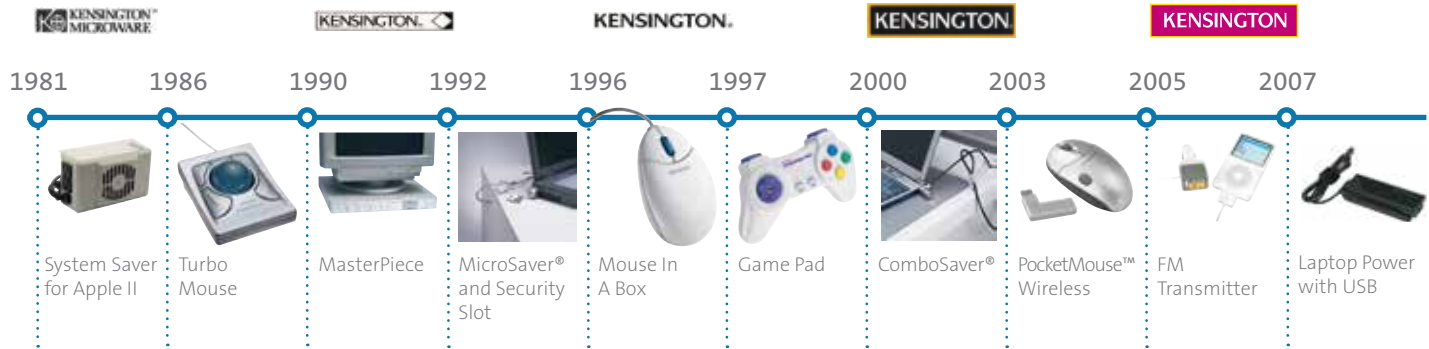 KENSINGTON™
MICROWARE
KENSINGTON™
KENSINGTON®
KENSINGTON®
KENSINGTON
1981
1986
1990
1992
1996
1997
2000
2003
2005
2007
System Saver
for Apple II
Turbo
Mouse
MasterPiece
MicroSaver®
and Security
Slot
Mouse In
A Box
Game Pad
ComboSaver®
PocketMouse™
Wireless
FM
Transmitter
Laptop Power
with USB